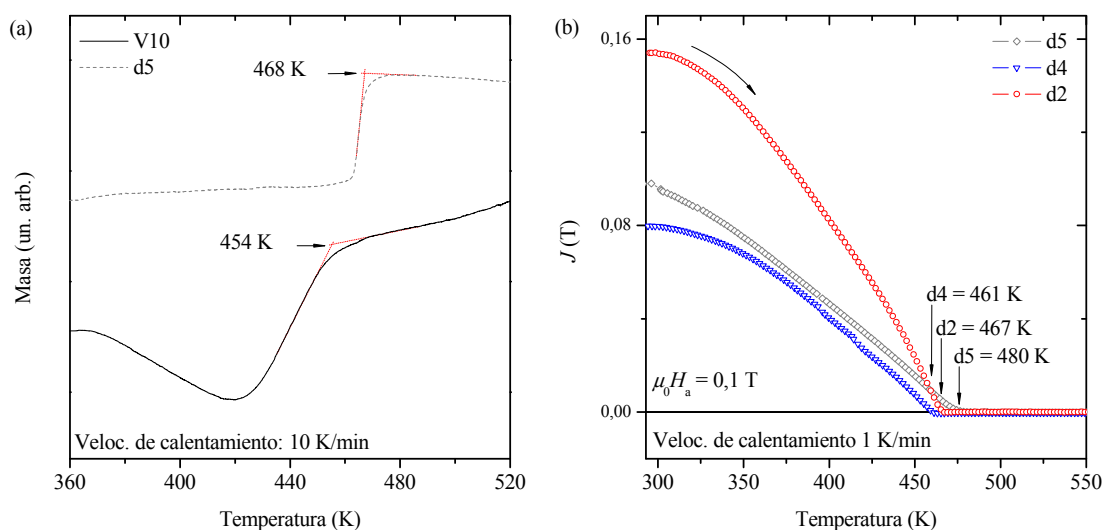 (a)
V10
d5
468 K
454 K
Masa (un. arb.)
Veloc. de calentamiento: 10 K/min
360
400
440
480
520
Temperatura (K)
(b)
0,16
0,08
0,00
J (T)
d5
d4
d2
d4 = 461 K
d2 = 467 K
d5 = 480 K
μ₀Hₐ = 0,1 T
Veloc. de calentamiento 1 K/min
300
350
400
450
500
550
Temperatura (K)